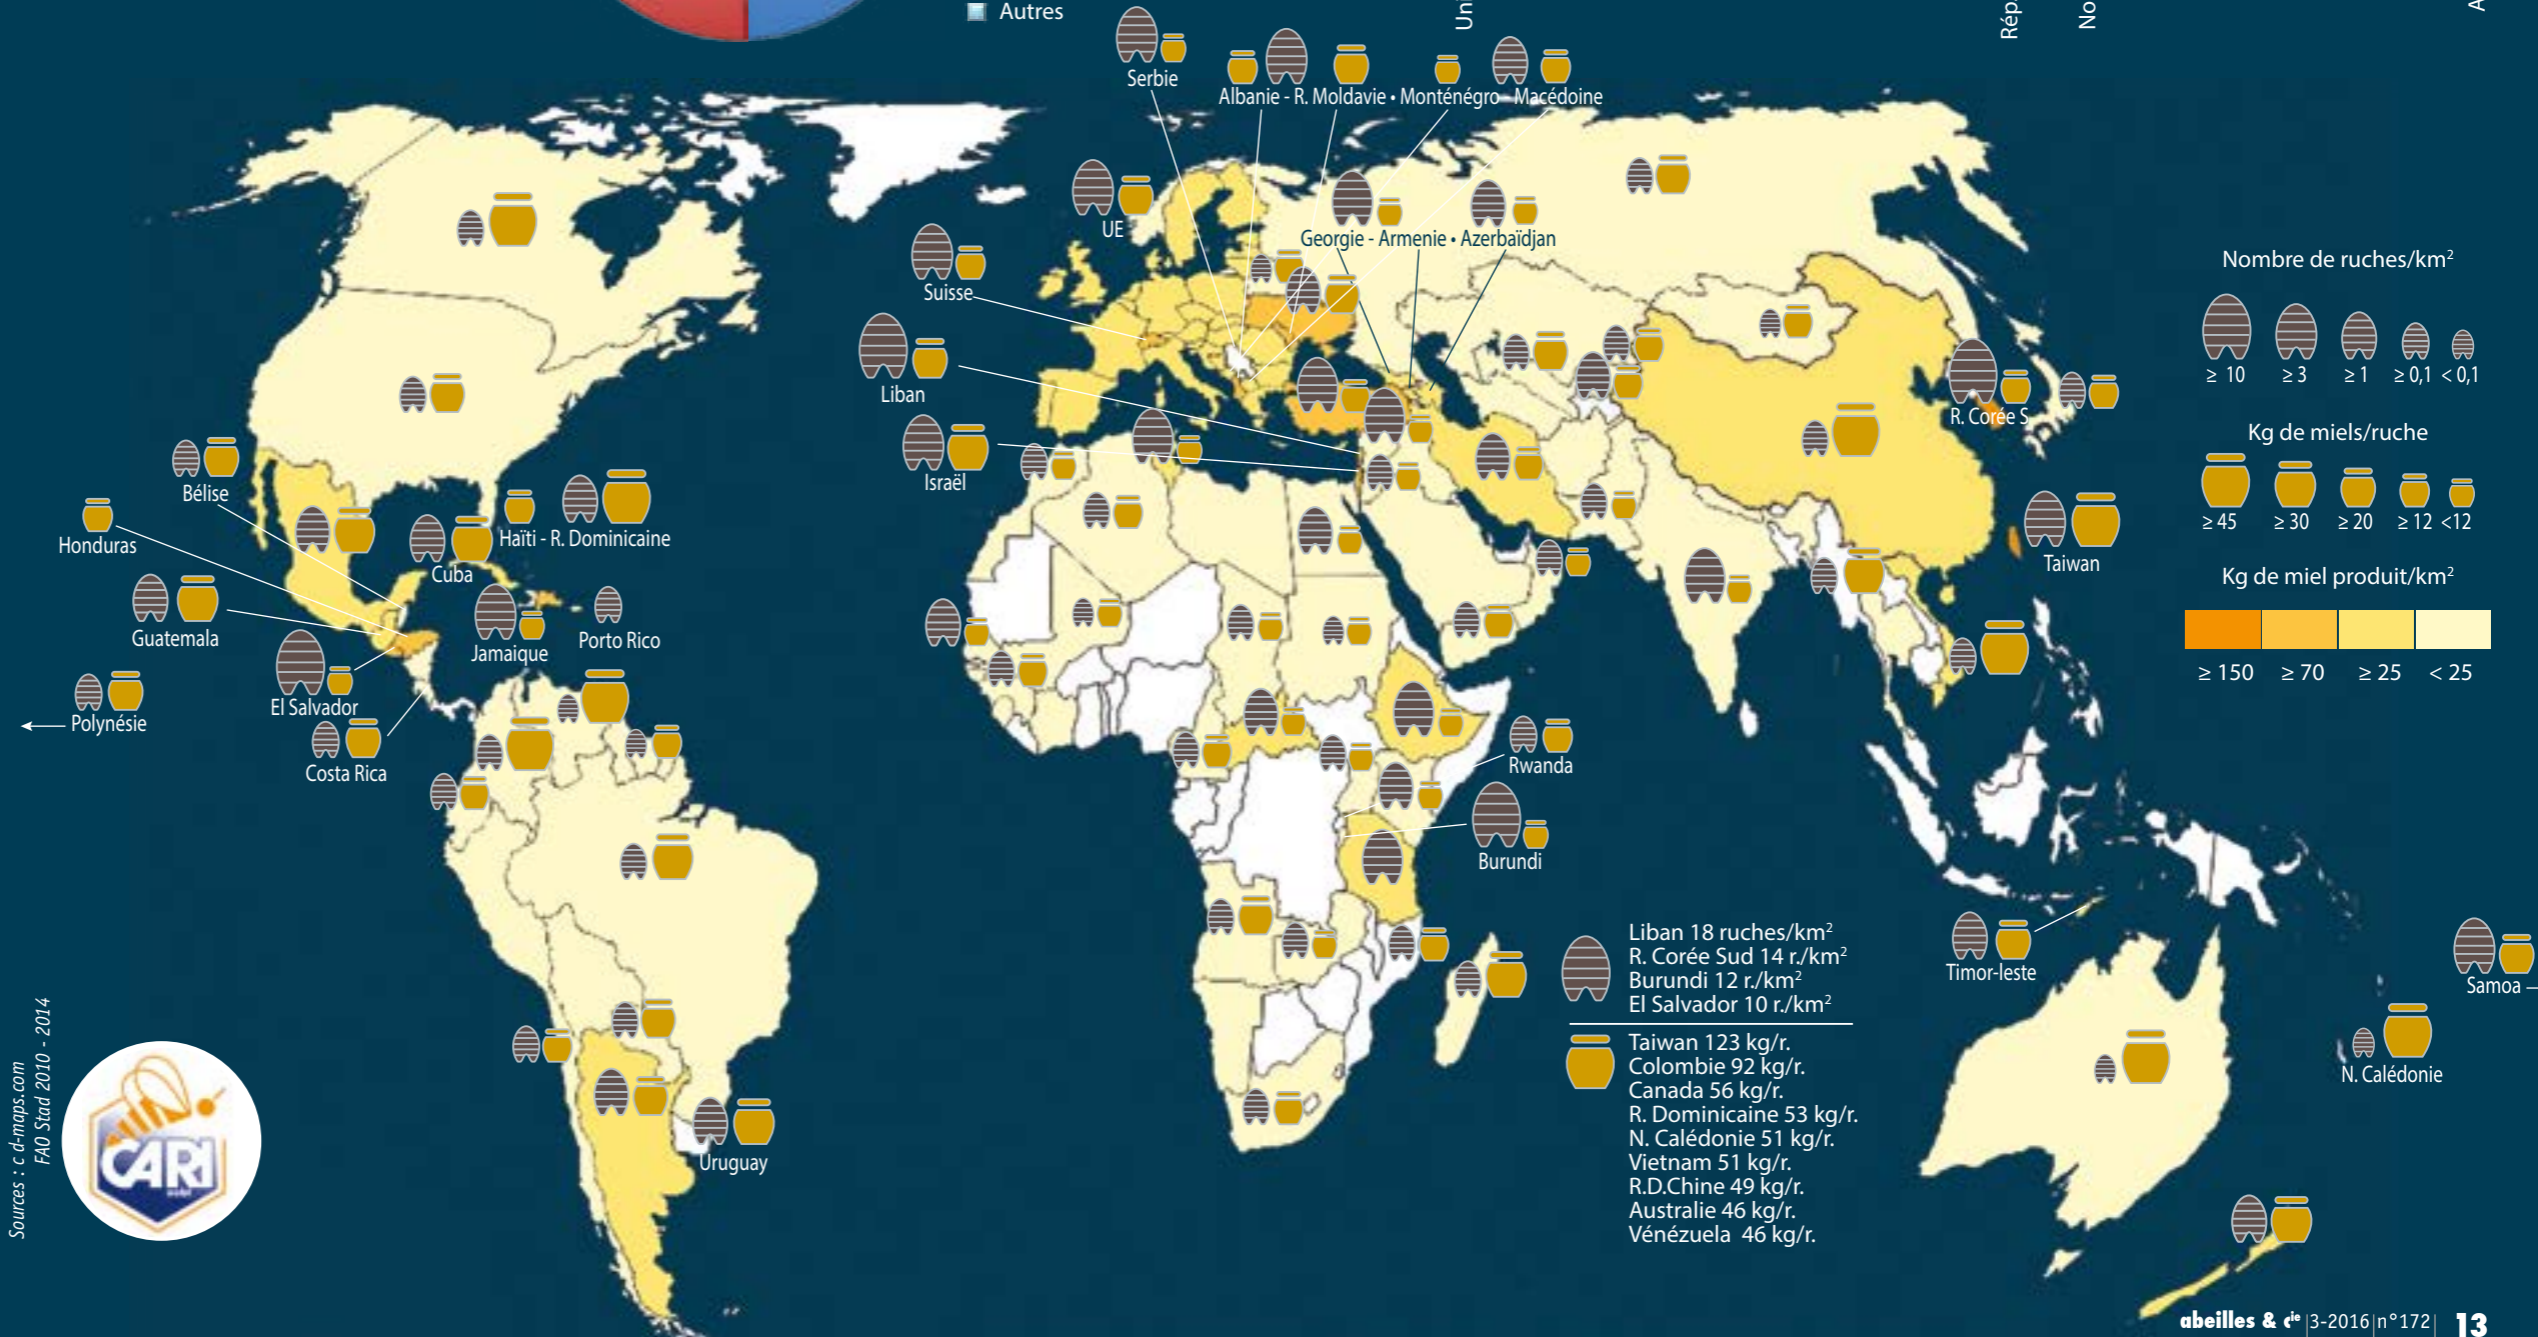 Autres
Uni
Rép
No
A
Serbie
Albanie - R. Moldavie • Monténégro - Macédoine
UE
Georgie - Armenie • Azerbaïdjan
Suisse
Liban
Israël
R. Corée S
Taiwan
Bélise
Honduras
Haïti - R. Dominicaine
Cuba
Guatemala
Jamaique
Porto Rico
El Salvador
Polynésie
Costa Rica
Rwanda
Burundi
Uruguay
Timor-leste
Samoa
N. Calédonie
Nombre de ruches/km²
≥ 10 ≥ 3 ≥ 1 ≥ 0,1 < 0,1
Kg de miels/ruche
≥ 45 ≥ 30 ≥ 20 ≥ 12 <12
Kg de miel produit/km²
≥ 150 ≥ 70 ≥ 25 < 25
Liban 18 ruches/km²
R. Corée Sud 14 r./km²
Burundi 12 r./km²
El Salvador 10 r./km²
Taiwan 123 kg/r.
Colombie 92 kg/r.
Canada 56 kg/r.
R. Dominicaine 53 kg/r.
N. Calédonie 51 kg/r.
Vietnam 51 kg/r.
R.D.Chine 49 kg/r.
Australie 46 kg/r.
Vénézuela 46 kg/r.
Sources : c d-maps.com
FAO Stad 2010 - 2014
CARI
asbl
abeilles & cie |3-2016|n°172| 13